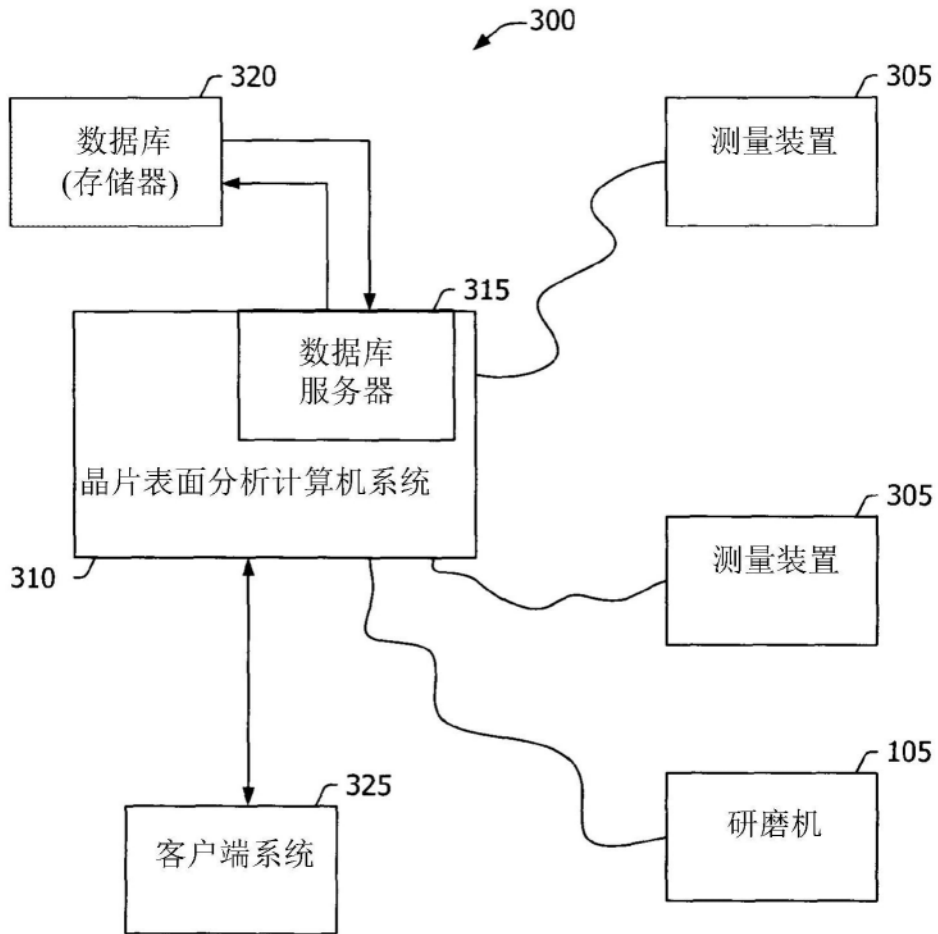 300
320
数据库
(存储器)
305
测量装置
315
数据库
服务器
晶片表面分析计算机系统
310
305
测量装置
105
研磨机
325
客户端系统